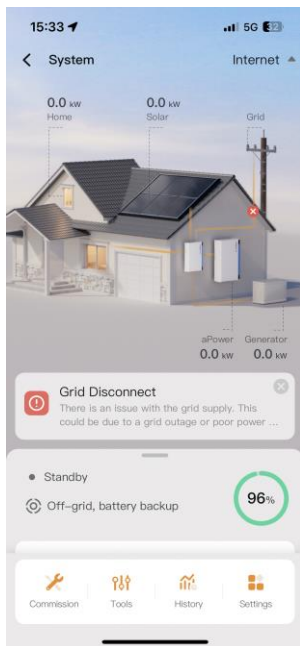 15:33
5G 32
System
Internet
0.0 kW
0.0 kW
Home
Solar
Grid
aPower
Generator
0.0 kW
0.0 kW
Grid Disconnect
There is an issue with the grid supply. This
could be due to a grid outage or poor power ...
Standby
Off-grid, battery backup
96%
Commission
Tools
History
Settings